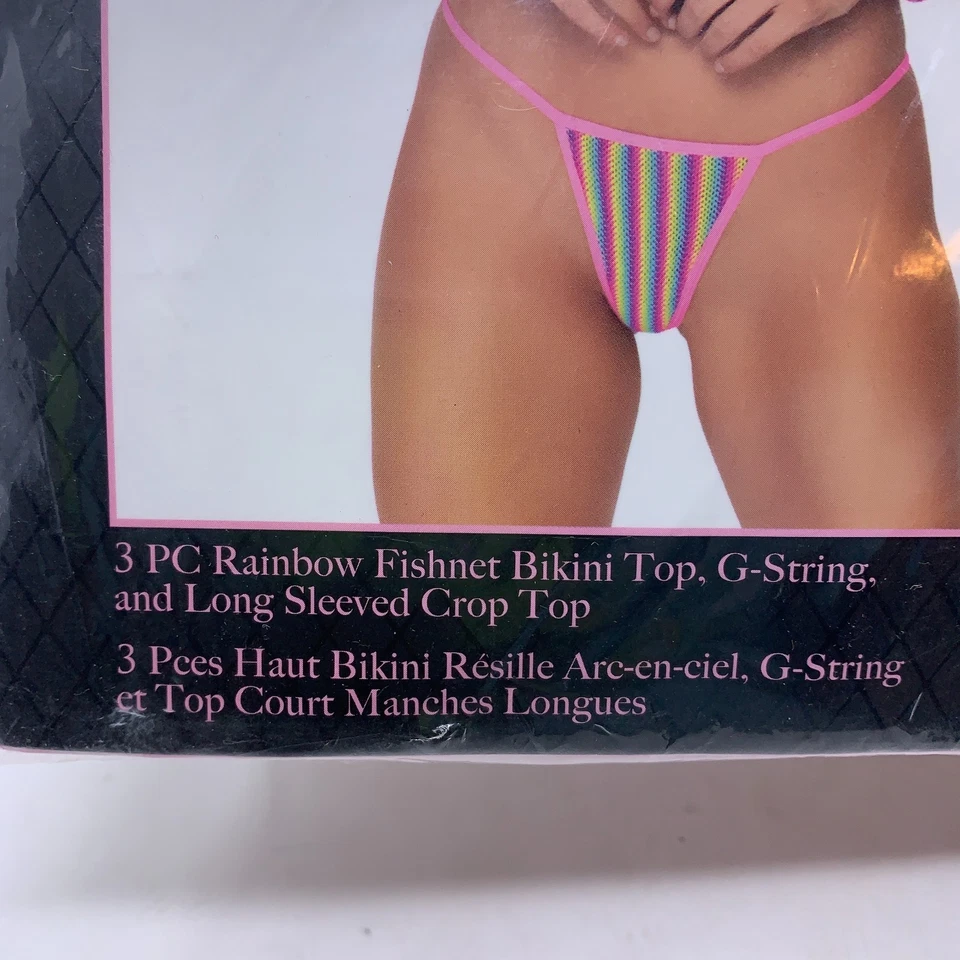 3 PC Rainbow Fishnet Bikini Top, G-String,
and Long Sleeved Crop Top
3 Pces Haut Bikini Résille Arc-en-ciel, G-String
et Top Court Manches Longues